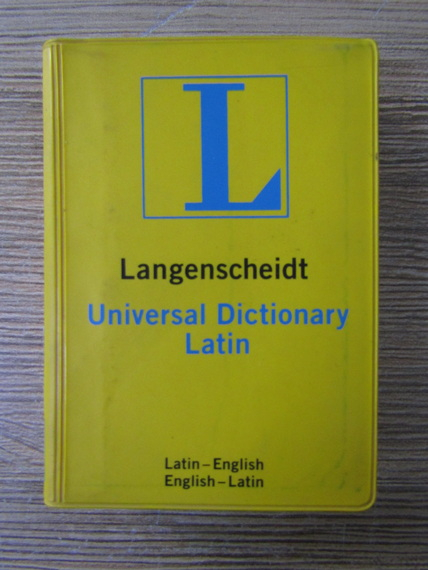 L
Langenscheidt
Universal Dictionary
Latin
Latin – English
English – Latin